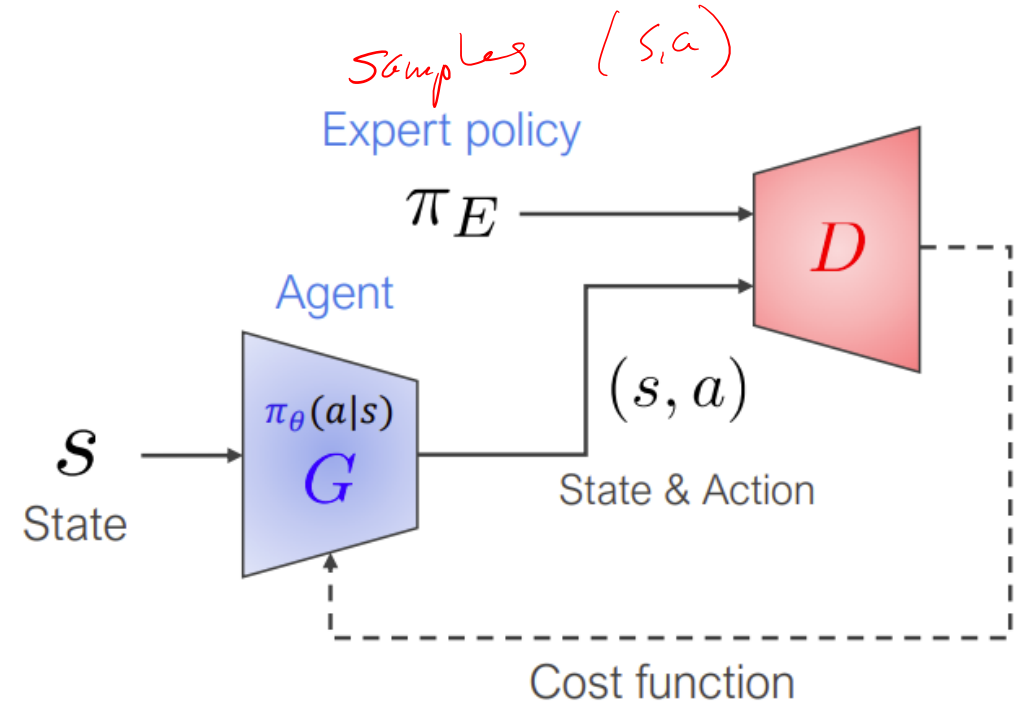 samples (s,a)
Expert policy
π_E
D
Agent
π_θ(a|s)
G
(s, a)
s
State
State & Action
Cost function